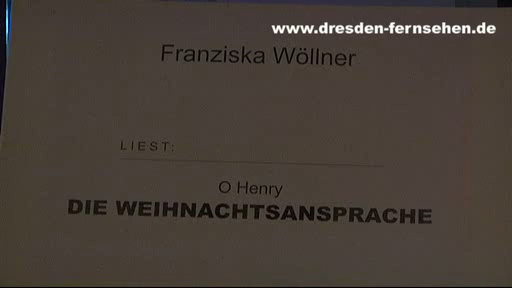 www.dresden-fernsehen.de
Franziska Wöllner
LIEST:
O Henry
DIE WEIHNACHTSANSPRACHE